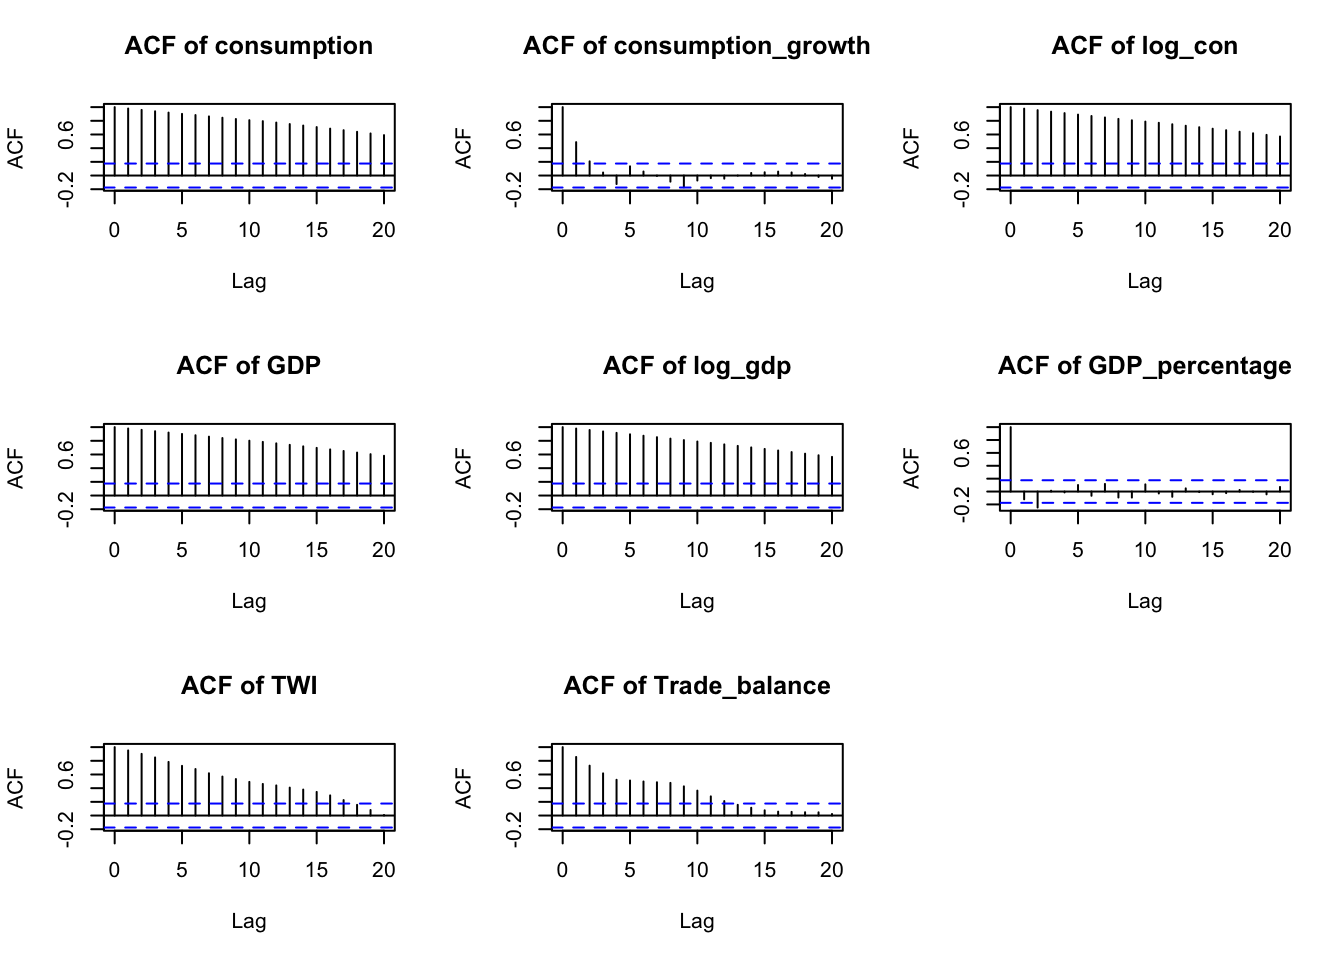 ACF of consumption
ACF of consumption_growth
ACF of log_con
ACF
0.6
-0.2
0 5 10 15 20
Lag
ACF
0.6
-0.2
0 5 10 15 20
Lag
ACF
0.6
-0.2
0 5 10 15 20
Lag
ACF of GDP
ACF of log_gdp
ACF of GDP_percentage
ACF
0.6
-0.2
0 5 10 15 20
Lag
ACF
0.6
-0.2
0 5 10 15 20
Lag
ACF
0.6
-0.2
0 5 10 15 20
Lag
ACF of TWI
ACF of Trade_balance
ACF
0.6
-0.2
0 5 10 15 20
Lag
ACF
0.6
-0.2
0 5 10 15 20
Lag